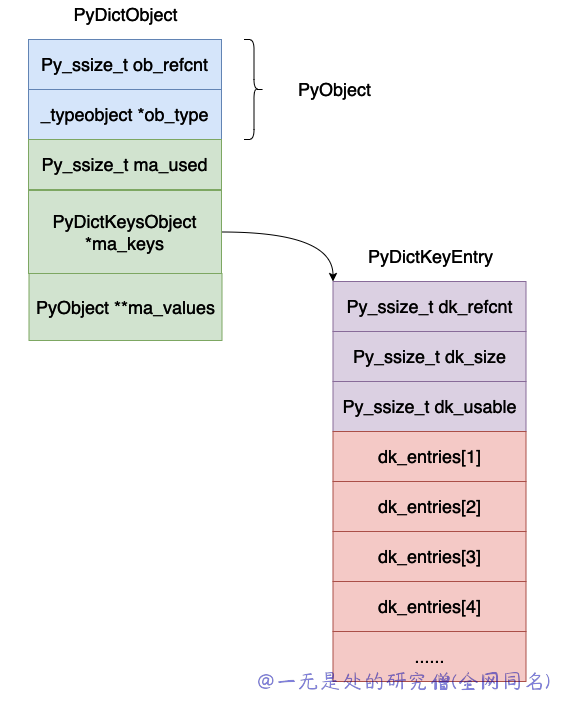 PyDictObject
Py_ssize_t ob_refcnt
_typeobject *ob_type
PyObject
Py_ssize_t ma_used
PyDictKeysObject
*ma_keys
PyObject **ma_values
PyDictKeyEntry
Py_ssize_t dk_refcnt
Py_ssize_t dk_size
Py_ssize_t dk_usable
dk_entries[1]
dk_entries[2]
dk_entries[3]
dk_entries[4]
......
@一无是处的研究僧(全网同名)